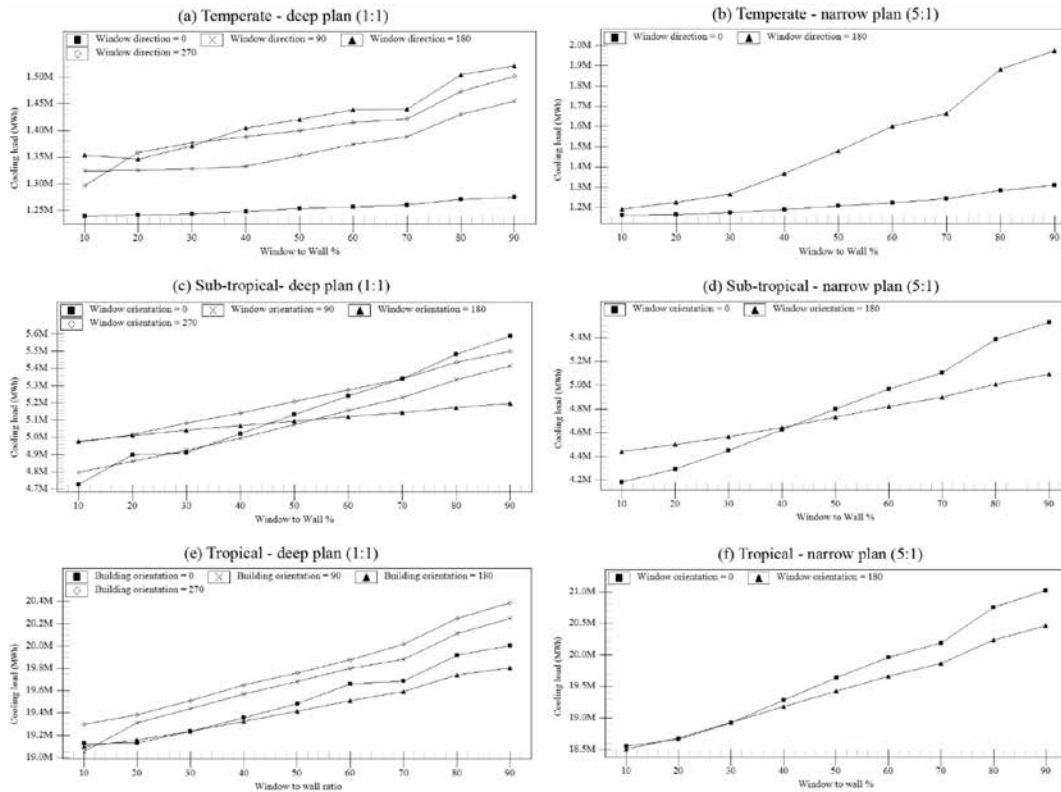 (a) Temperate - deep plan (1:1)
Window direction = 0 Window direction = 90 Window direction = 180
Window direction = 270
1.50M
1.45M
1.40M
1.35M
1.30M
1.25M
Cooling load (MWh)
10 20 30 40 50 60 70 80 90
Window to Wall %
(b) Temperate - narrow plan (5:1)
Window direction = 0 Window direction = 180
2.0M
1.9M
1.8M
1.7M
1.6M
1.5M
1.4M
1.3M
1.2M
Cooling load (MWh)
10 20 30 40 50 60 70 80 90
Window to Wall %
(c) Sub-tropical- deep plan (1:1)
Window orientation = 0 Window orientation = 90 Window orientation = 180
Window orientation = 270
5.6M
5.5M
5.4M
5.3M
5.2M
5.1M
5.0M
4.9M
4.8M
4.7M
Cooling load (MWh)
10 20 30 40 50 60 70 80 90
Window to Wall %
(d) Sub-tropical - narrow plan (5:1)
Window orientation = 0 Window orientation = 180
5.4M
5.2M
5.0M
4.8M
4.6M
4.4M
4.2M
Cooling load (MWh)
10 20 30 40 50 60 70 80 90
Window to Wall %
(e) Tropical - deep plan (1:1)
Building orientation = 0 Building orientation = 90 Building orientation = 180
Building orientation = 270
20.4M
20.2M
20.0M
19.8M
19.6M
19.4M
19.2M
19.0M
Cooling load (MWh)
10 20 30 40 50 60 70 80 90
Window to wall ratio
(f) Tropical - narrow plan (5:1)
Window orientation = 0 Window orientation = 180
21.0M
20.5M
20.0M
19.5M
19.0M
18.5M
Cooling load (MWh)
10 20 30 40 50 60 70 80 90
Window to wall %